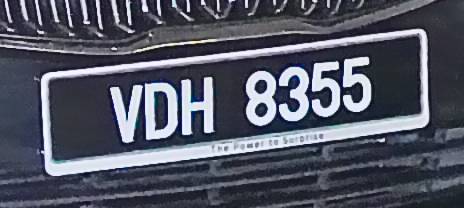 VDH 8355
The Power to Surprise